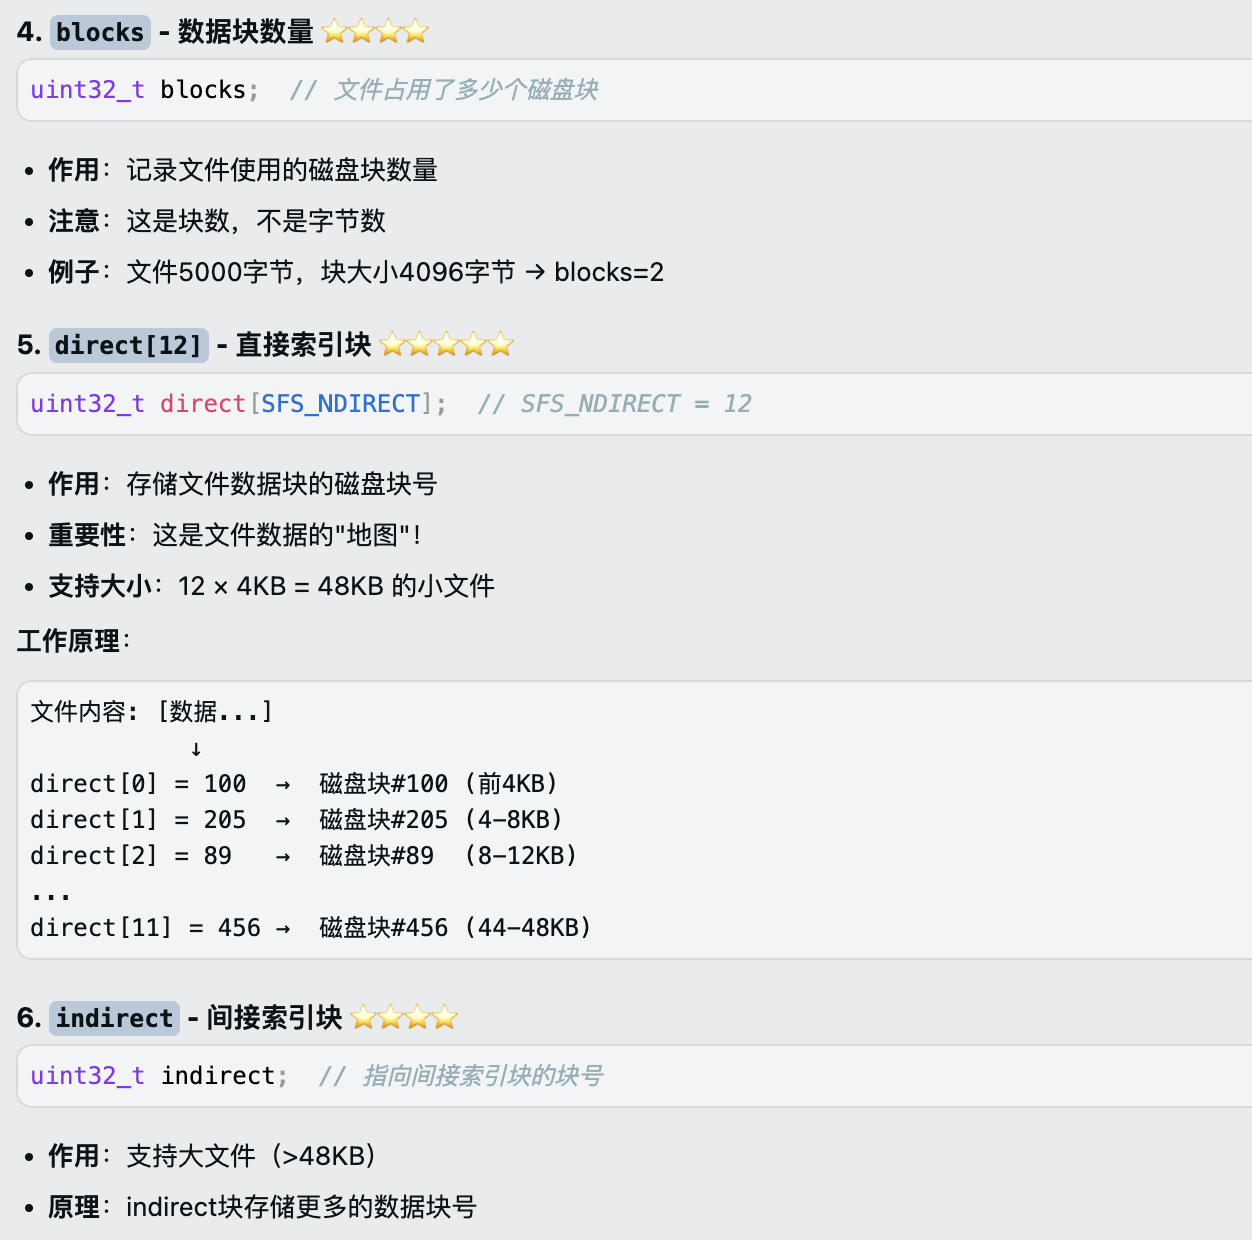 4. blocks - 数据块数量 ⭐⭐⭐⭐
uint32_t blocks;  // 文件占用了多少个磁盘块
• 作用：记录文件使用的磁盘块数量
• 注意：这是块数，不是字节数
• 例子：文件5000字节，块大小4096字节 → blocks=2
5. direct[12] - 直接索引块 ⭐⭐⭐⭐⭐
uint32_t direct[SFS_NDIRECT];  // SFS_NDIRECT = 12
• 作用：存储文件数据块的磁盘块号
• 重要性：这是文件数据的"地图"！
• 支持大小：12 × 4KB = 48KB 的小文件
工作原理：
文件内容: [数据...]
↓
direct[0] = 100  →  磁盘块#100 (前4KB)
direct[1] = 205  →  磁盘块#205 (4-8KB)
direct[2] = 89   →  磁盘块#89  (8-12KB)
...
direct[11] = 456 →  磁盘块#456 (44-48KB)
6. indirect - 间接索引块 ⭐⭐⭐⭐
uint32_t indirect;  // 指向间接索引块的块号
• 作用：支持大文件（>48KB）
• 原理：indirect块存储更多的数据块号